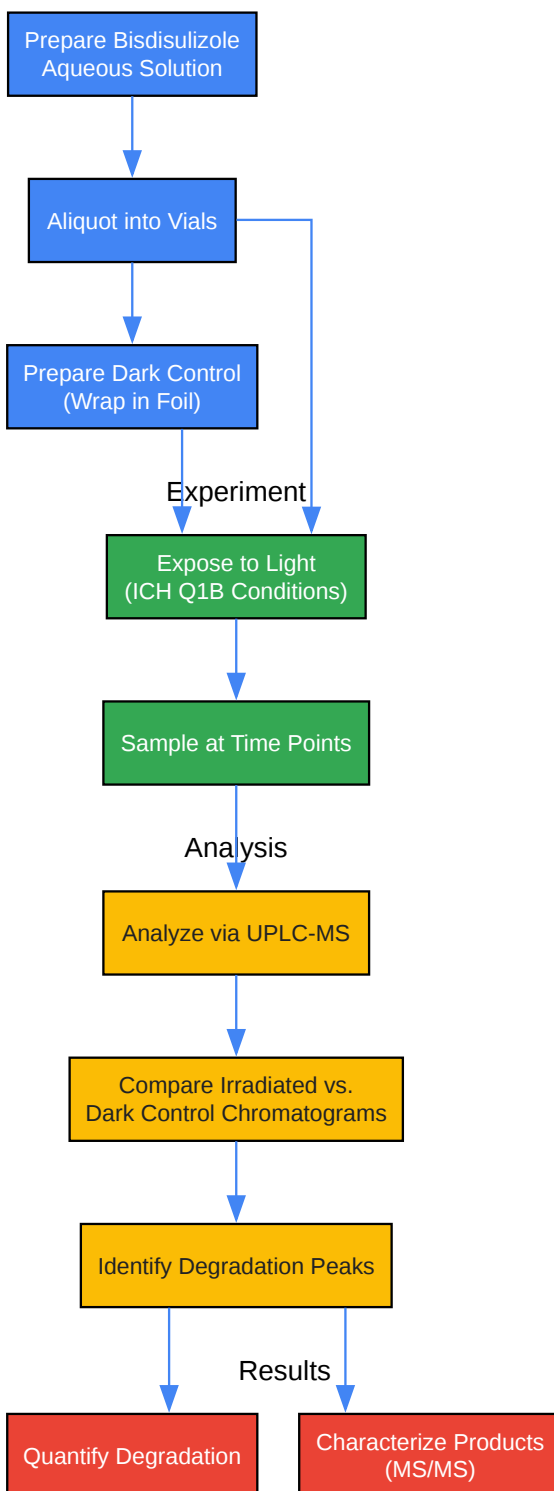 Prepare Bisdisulizole
Aqueous Solution
Aliquot into Vials
Prepare Dark Control
(Wrap in Foil)
Experiment
Expose to Light
(ICH Q1B Conditions)
Sample at Time Points
Analysis
Analyze via UPLC-MS
Compare Irradiated vs.
Dark Control Chromatograms
Identify Degradation Peaks
Results
Quantify Degradation
Characterize Products
(MS/MS)